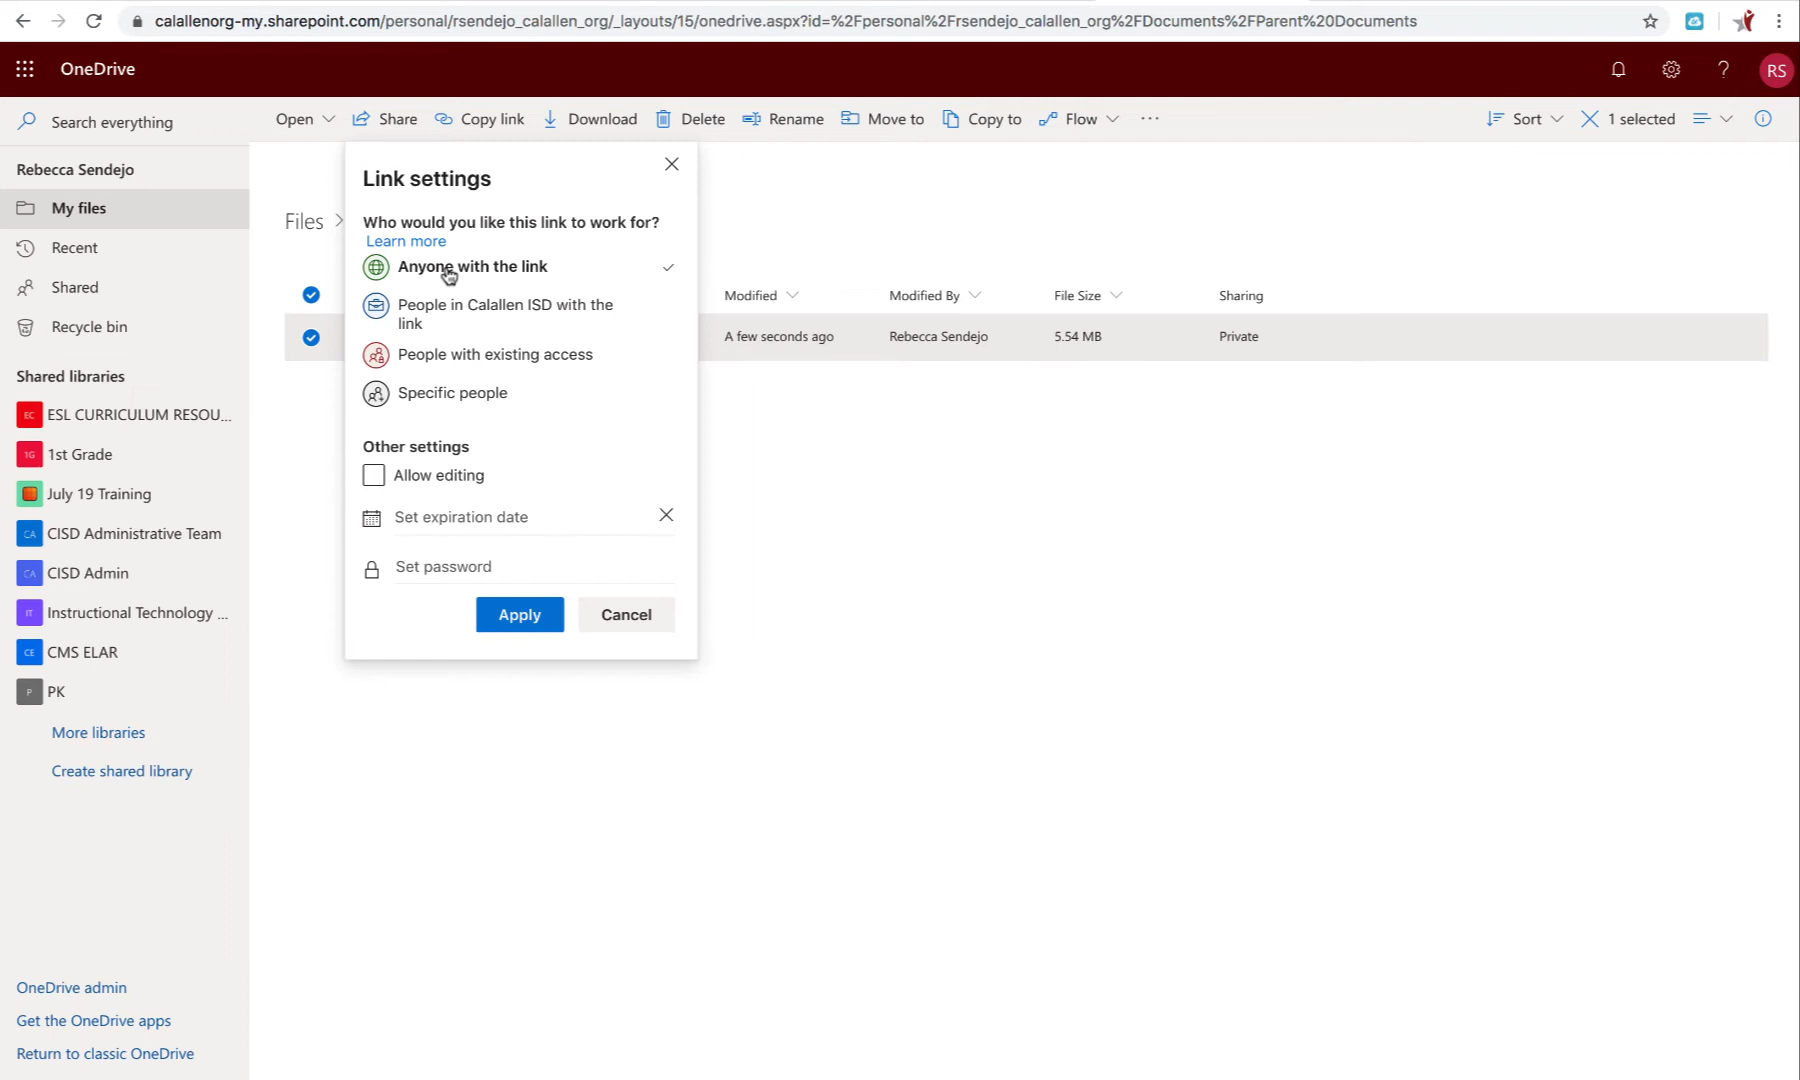 calallenorg-my.sharepoint.com/personal/rsendejo_calallen_org/_layouts/15/onedrive.aspx?id=%2Fpersonal%2Frsendejo_calallen_org%2FDocuments%2FParent%20Documents
OneDrive
?
RS
Search everything
Open
Share
Copy link
Download
Delete
Rename
Move to
Copy to
Flow
...
Sort
1 selected
Rebecca Sendejo
My files
Recent
Shared
Recycle bin
Shared libraries
EC ESL CURRICULUM RESOU...
1G 1st Grade
July 19 Training
CA CISD Administrative Team
CA CISD Admin
IT Instructional Technology ...
CE CMS ELAR
P PK
More libraries
Create shared library
OneDrive admin
Get the OneDrive apps
Return to classic OneDrive
Files >
Link settings
Who would you like this link to work for?
Learn more
Anyone with the link
People in Calallen ISD with the
link
People with existing access
Specific people
Other settings
Allow editing
Set expiration date
Set password
Apply
Cancel
Modified
Modified By
File Size
Sharing
A few seconds ago
Rebecca Sendejo
5.54 MB
Private